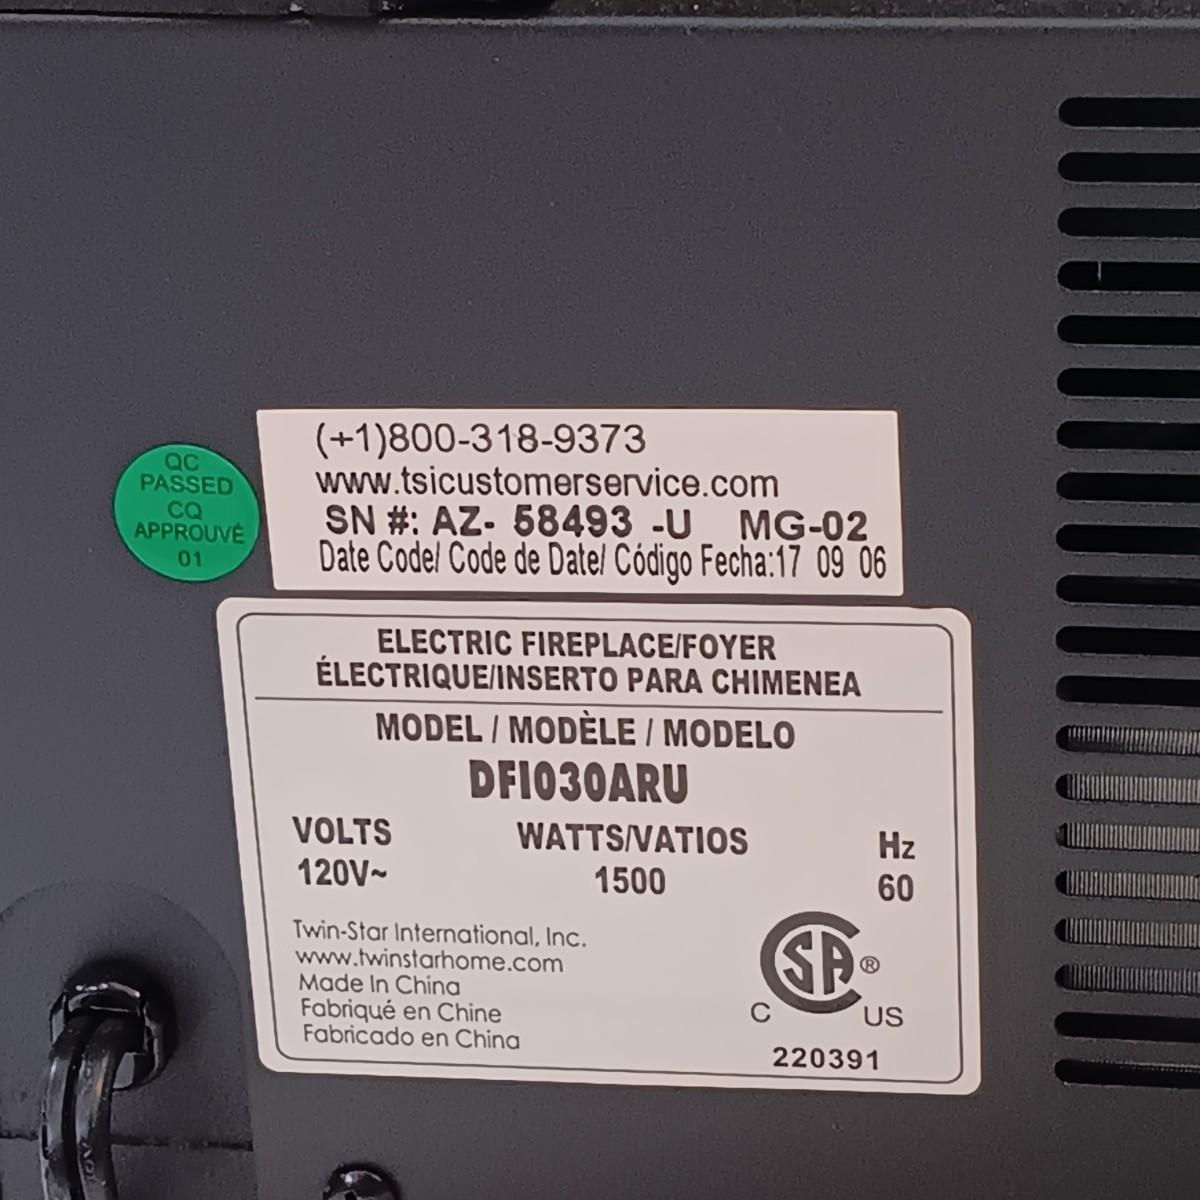 QC
PASSED
CQ
APPROUVÉ
01
(+1)800-318-9373
www.tsicustomerservice.com
SN #: AZ- 58493 -U MG-02
Date Code/ Code de Date/ Código Fecha:17 09 06
ELECTRIC FIREPLACE/FOYER
ÉLECTRIQUE/INSERTO PARA CHIMENEA
MODEL / MODÈLE / MODELO
DFI030ARU
VOLTS WATTS/VATIOS Hz
120V~ 1500 60
Twin-Star International, Inc.
www.twinstarhome.com
Made In China
Fabriqué en Chine
Fabricado en China
CSA ®
C US
220391